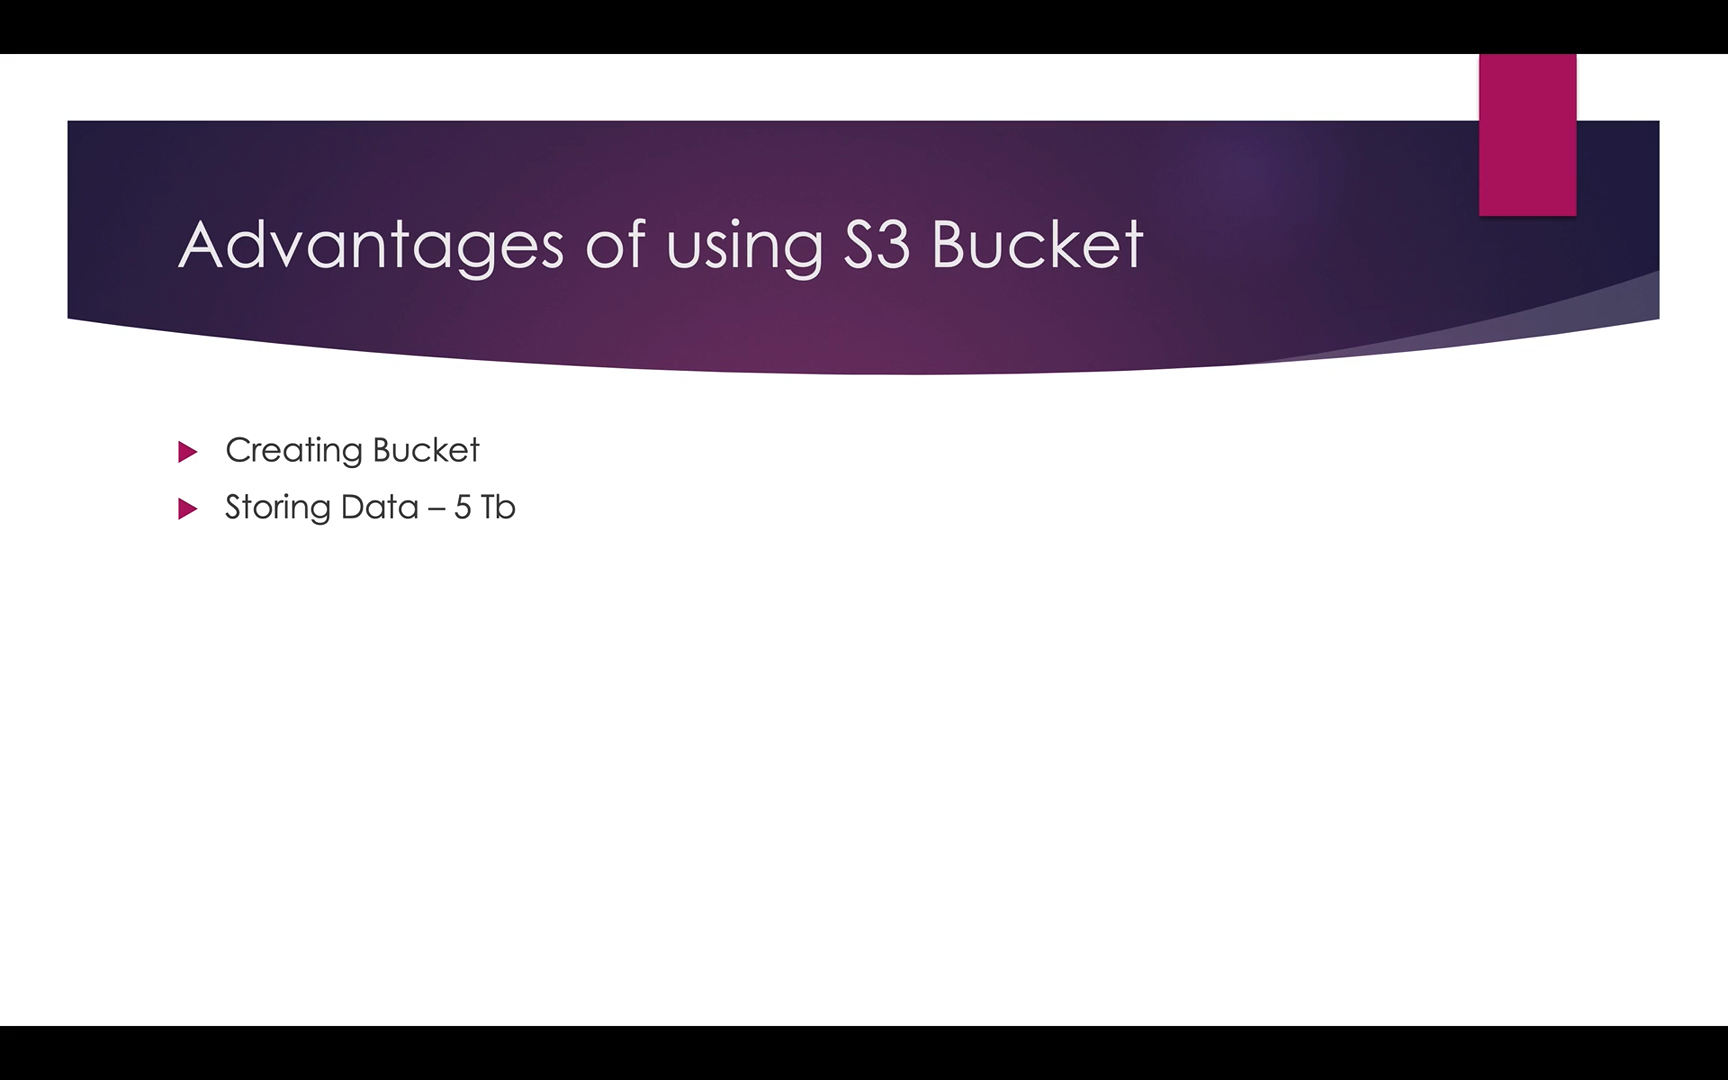 Advantages of using S3 Bucket
Creating Bucket
Storing Data – 5 Tb